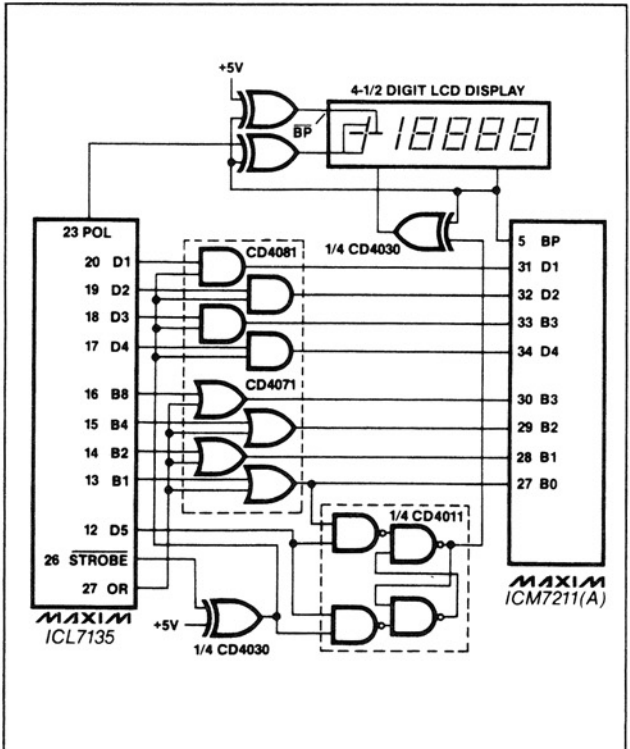 +5V
4-1/2 DIGIT LCD DISPLAY
BP
18888
23 POL
1/4 CD4030
5 BP
20 D1
CD4081
31 D1
19 D2
32 D2
18 D3
33 B3
17 D4
34 D4
CD4071
16 B8
30 B3
15 B4
29 B2
14 B2
28 B1
13 B1
27 B0
12 D5
1/4 CD4011
26 STROBE
27 OR
MAXIM
ICM7211(A)
MAXIM
ICL7135
+5V
1/4 CD4030